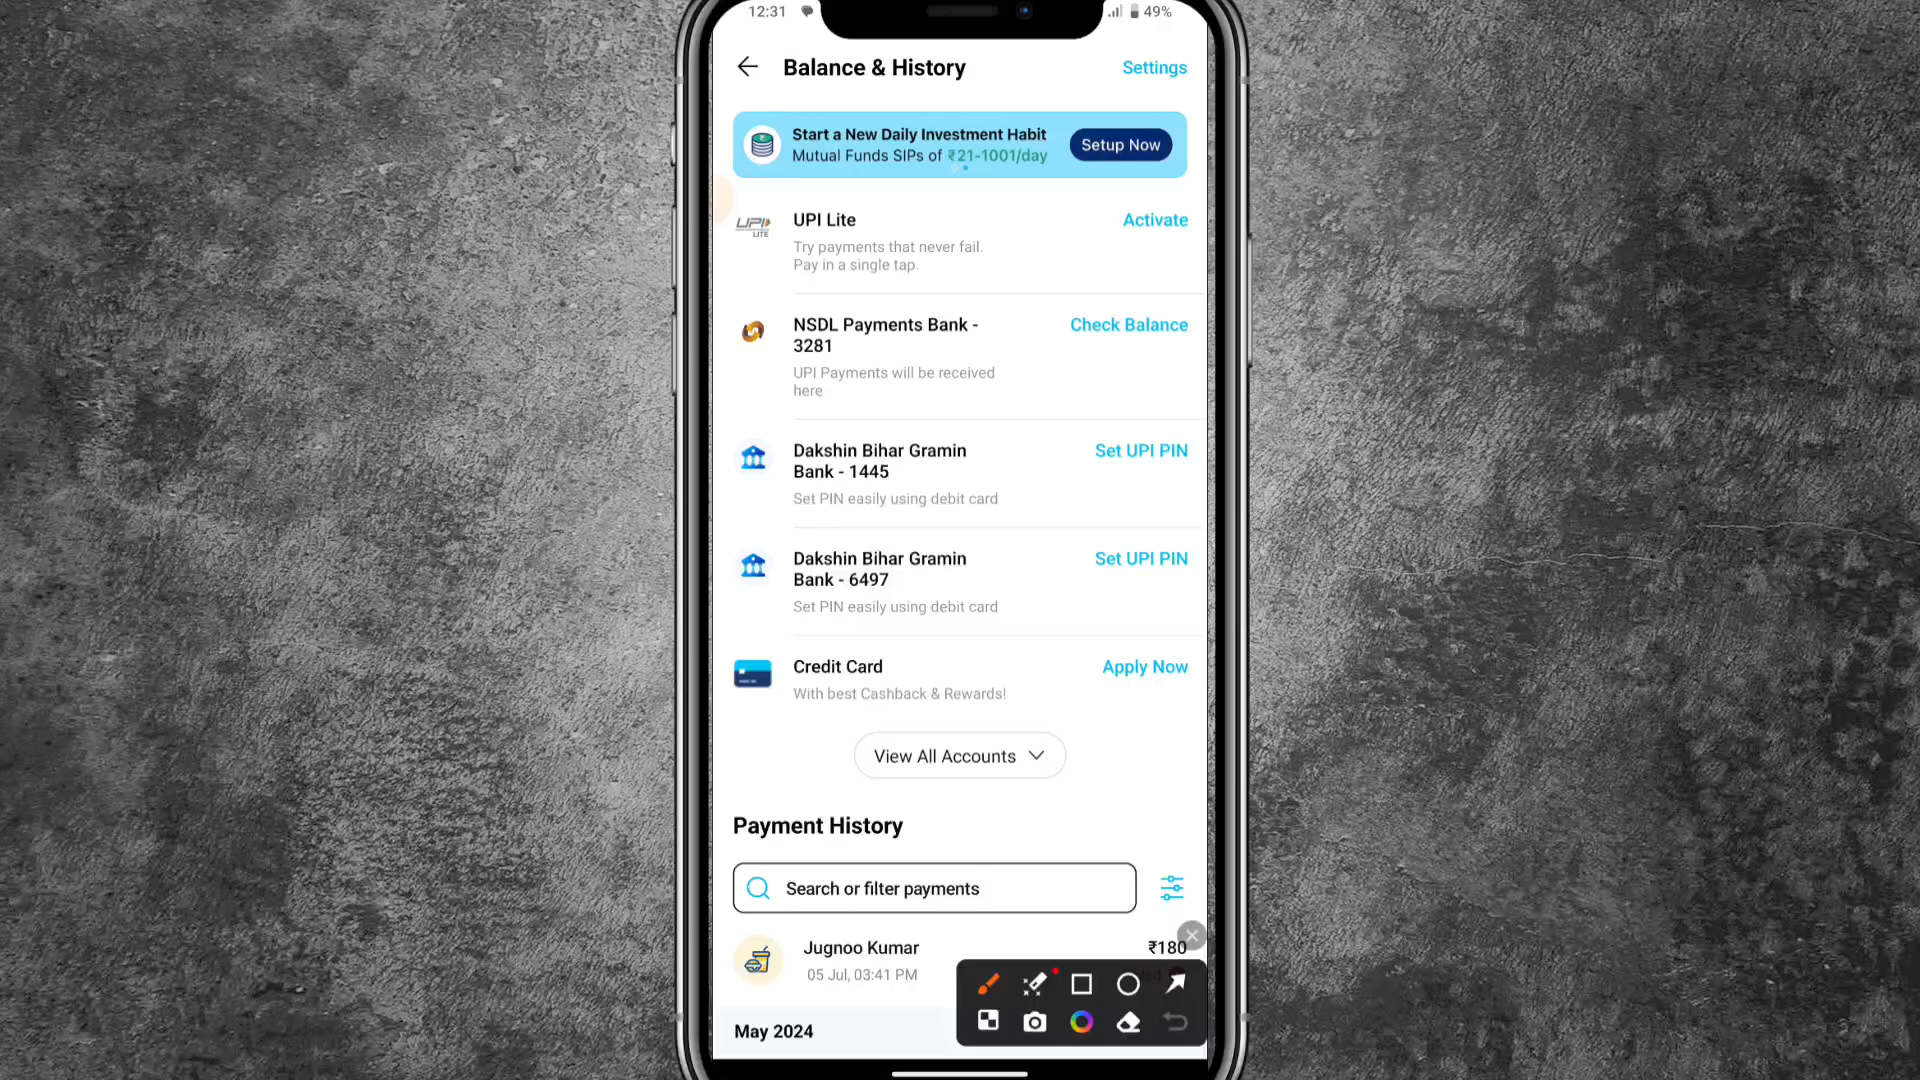 12:31
49%
Balance & History
Settings
Start a New Daily Investment Habit
Mutual Funds SIPs of ₹21-1001/day
Setup Now
UPI
LITE
UPI Lite
Activate
Try payments that never fail.
Pay in a single tap.
NSDL Payments Bank -
3281
Check Balance
UPI Payments will be received
here
Dakshin Bihar Gramin
Bank - 1445
Set UPI PIN
Set PIN easily using debit card
Dakshin Bihar Gramin
Bank - 6497
Set UPI PIN
Set PIN easily using debit card
Credit Card
Apply Now
With best Cashback & Rewards!
View All Accounts
Payment History
Search or filter payments
Jugnoo Kumar
₹180
05 Jul, 03:41 PM
May 2024